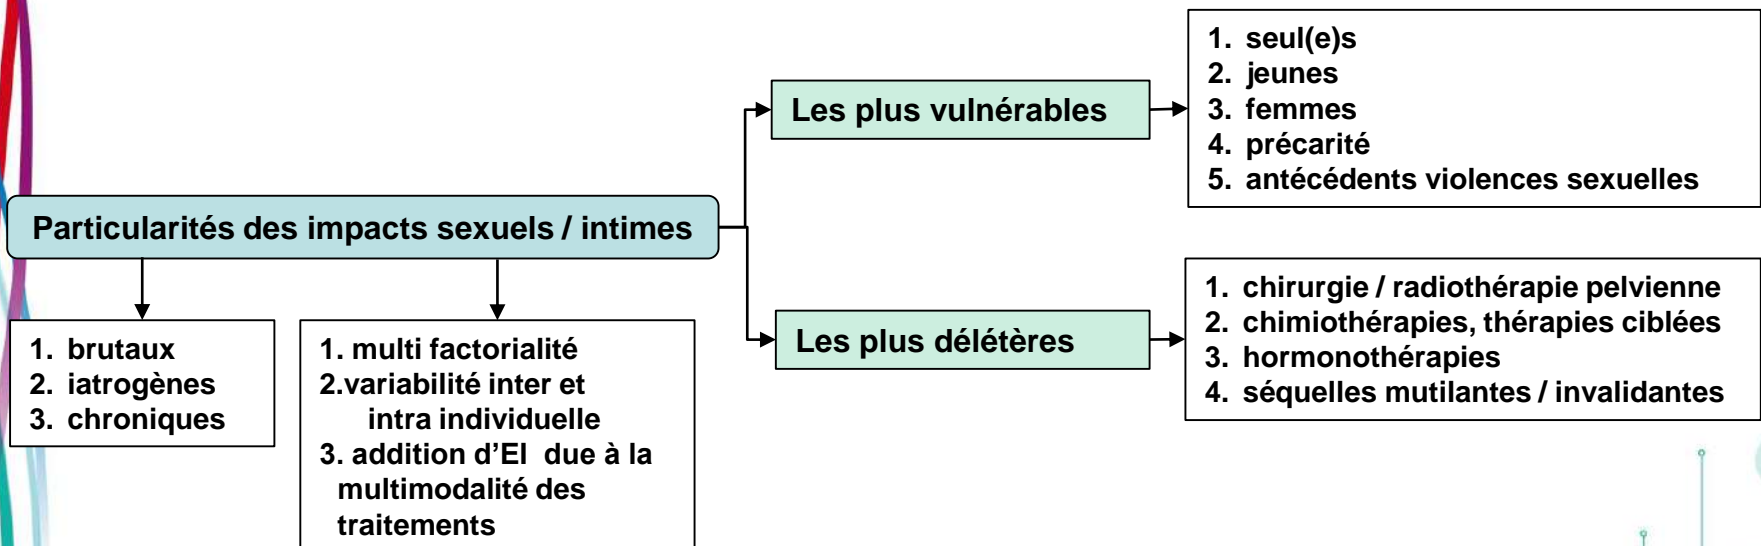 Particularités des impacts sexuels / intimes
1. brutaux
2. iatrogènes
3. chroniques
1. multi factorialité
2.variabilité inter et
intra individuelle
3. addition d’EI due à la
multimodalité des
traitements
Les plus vulnérables
1. seul(e)s
2. jeunes
3. femmes
4. précarité
5. antécédents violences sexuelles
Les plus délétères
1. chirurgie / radiothérapie pelvienne
2. chimiothérapies, thérapies ciblées
3. hormonothérapies
4. séquelles mutilantes / invalidantes